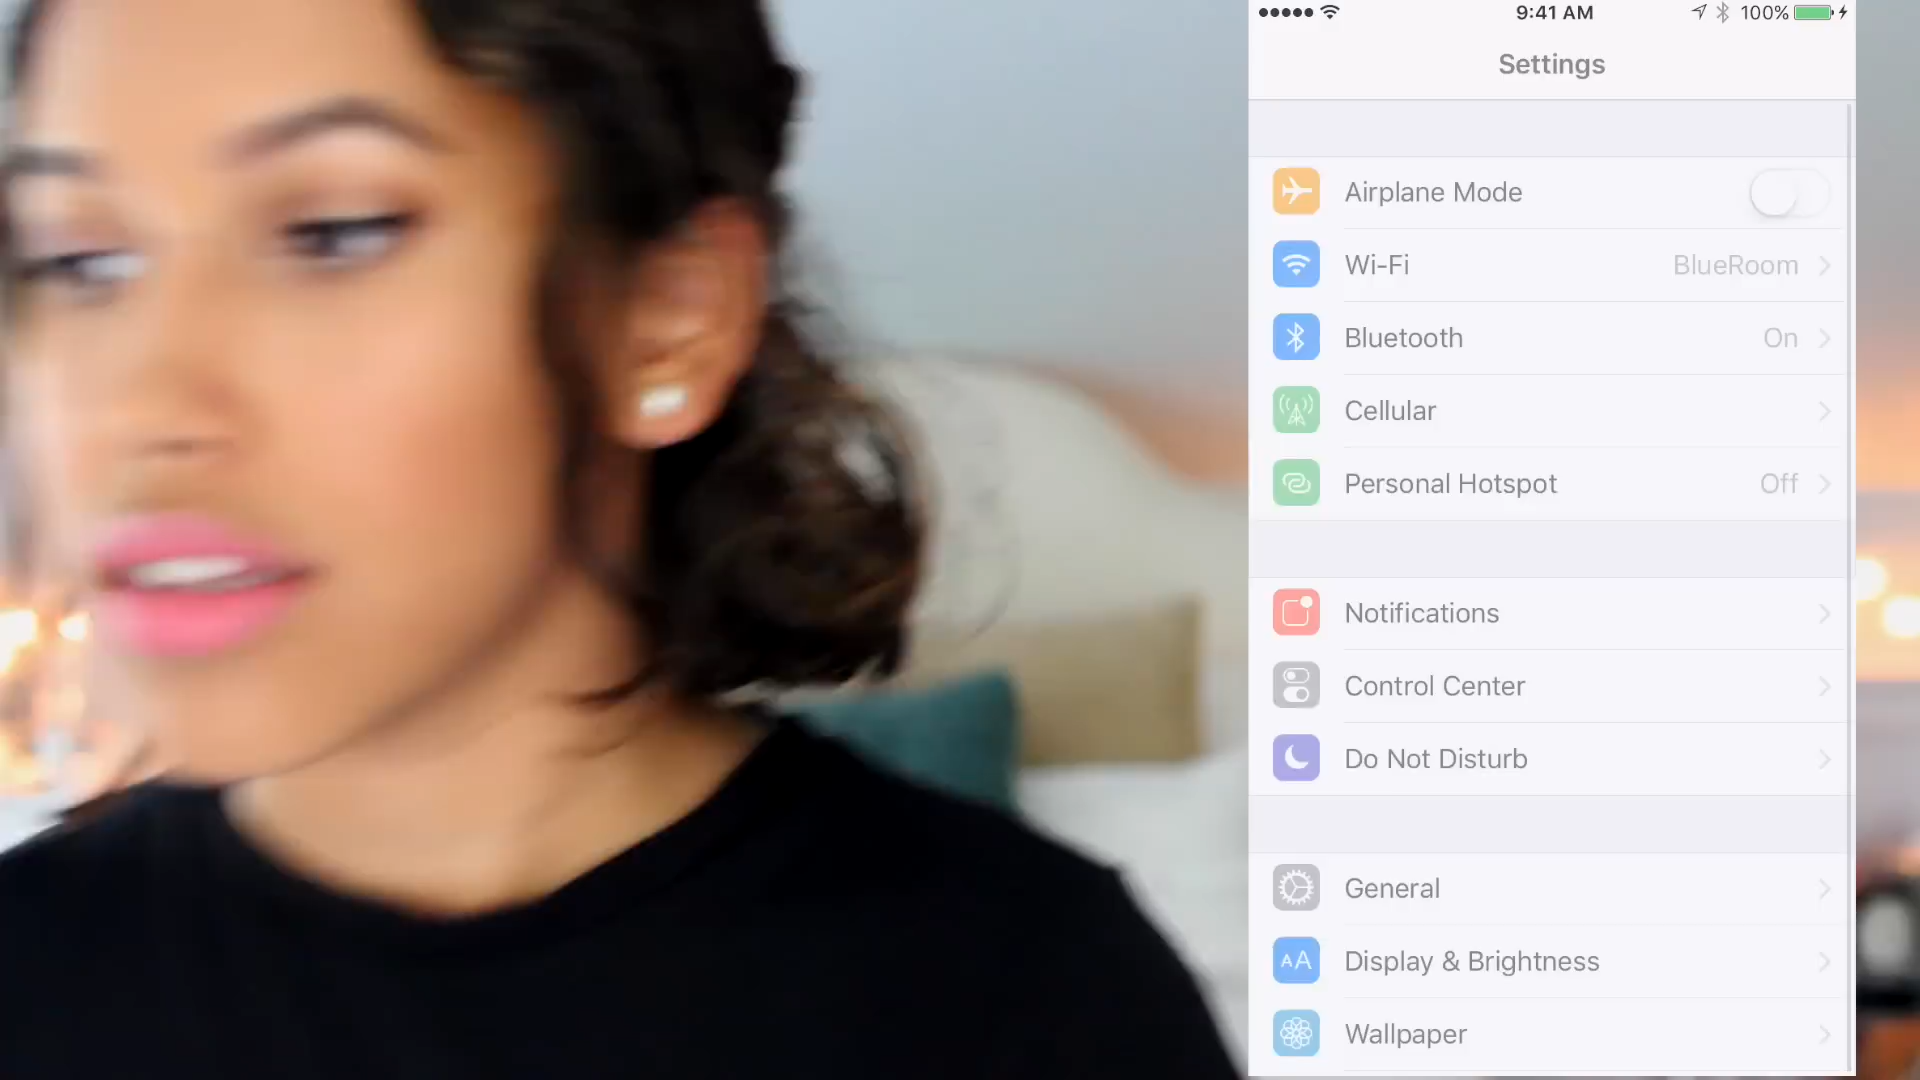 9:41 AM 100%
Settings
Airplane Mode
Wi-Fi BlueRoom
Bluetooth On
Cellular
Personal Hotspot Off
Notifications
Control Center
Do Not Disturb
General
AA Display & Brightness
Wallpaper